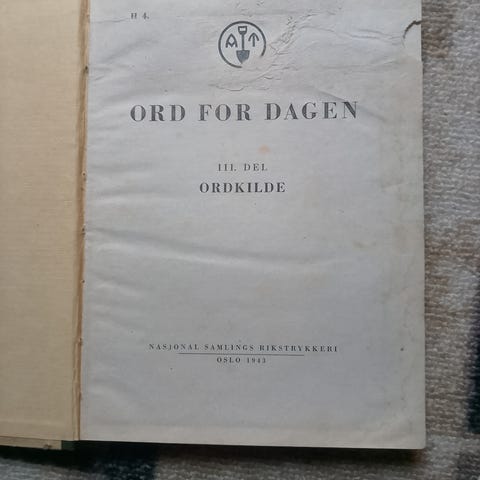 H 4.
A T
ORD FOR DAGEN
III. DEL
ORDKILDE
NASJONAL SAMLINGS RIKSTRYKKERI
OSLO 1943